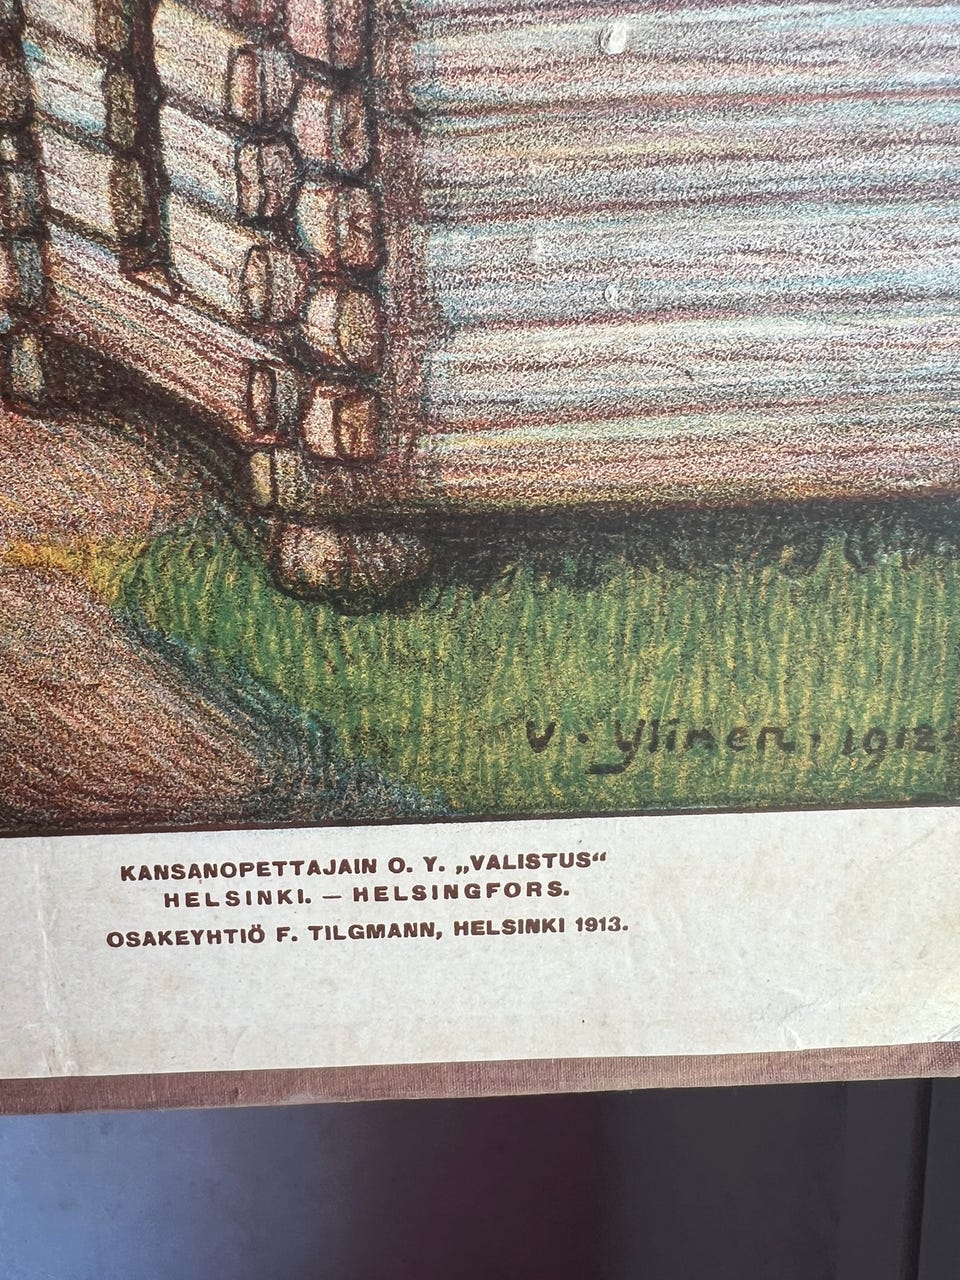 V. Ylinen. 1912
KANSANOPETTAJAIN O. Y. „VALISTUS“
HELSINKI. — HELSINGFORS.
OSAKEYHTIÖ F. TILGMANN, HELSINKI 1913.